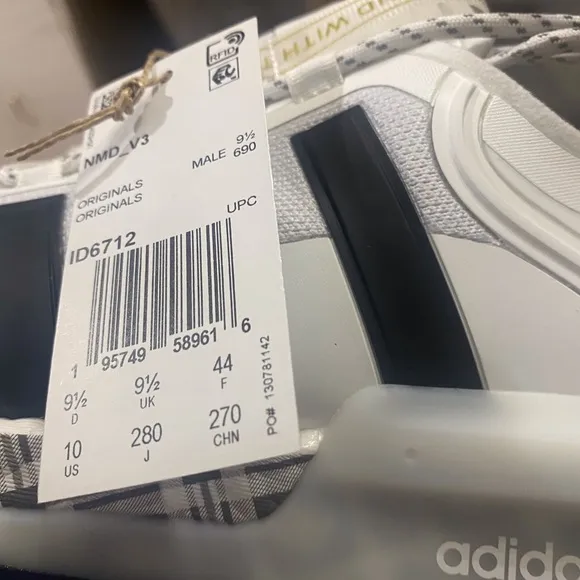 D WITH
RFID
NMD_V3
9½
MALE 690
ORIGINALS
ORIGINALS
UPC
ID6712
1 95749 58961 6
9½ 9½ 44
D UK F
10 280 270
US J CHN
PO# 130781142
adida